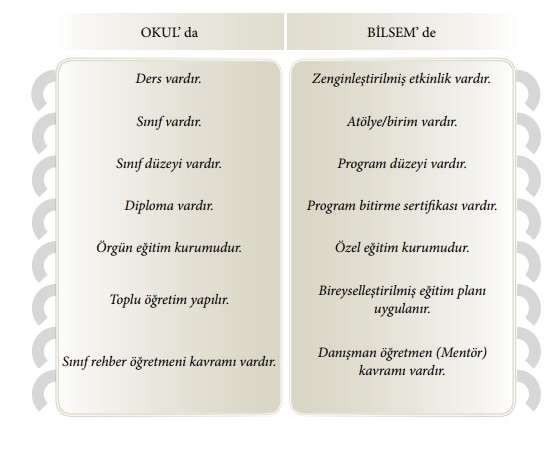 OKUL’ da
BİLSEM’ de
Ders vardır.
Zenginleştirilmiş etkinlik vardır.
Sınıf vardır.
Atölye/birim vardır.
Sınıf düzeyi vardır.
Program düzeyi vardır.
Diploma vardır.
Program bitirme sertifikası vardır.
Örgün eğitim kurumudur.
Özel eğitim kurumudur.
Toplu öğretim yapılır.
Bireyselleştirilmiş eğitim planı
uygulanır.
Sınıf rehber öğretmeni kavramı vardır.
Danışman öğretmen (Mentör)
kavramı vardır.